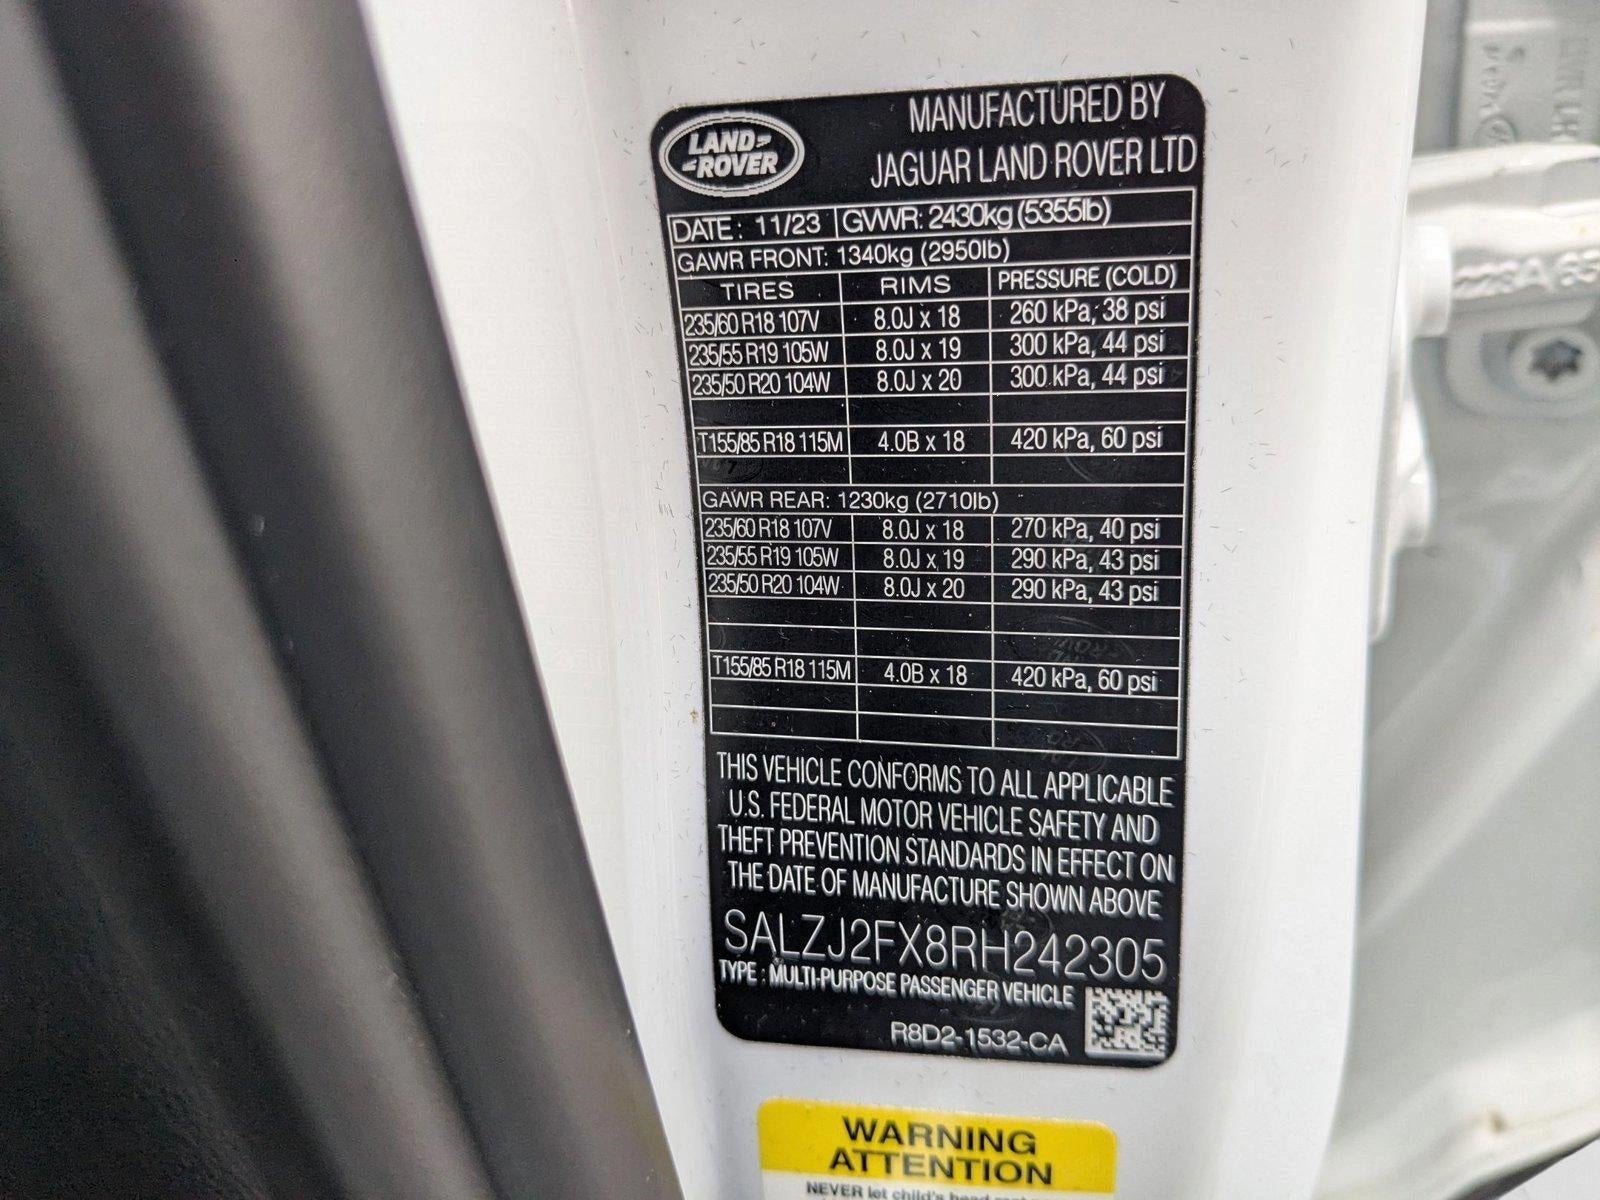 LAND
ROVER
MANUFACTURED BY
JAGUAR LAND ROVER LTD
DATE: 11/23 GVWR: 2430kg (5355lb)
GAWR FRONT: 1340kg (2950lb)
TIRES RIMS PRESSURE (COLD)
235/60 R18 107V 8.0J x 18 260 kPa, 38 psi
235/55 R19 105W 8.0J x 19 300 kPa, 44 psi
235/50 R20 104W 8.0J x 20 300 kPa, 44 psi
T155/85 R18 115M 4.0B x 18 420 kPa, 60 psi
GAWR REAR: 1230kg (2710lb)
235/60 R18 107V 8.0J x 18 270 kPa, 40 psi
235/55 R19 105W 8.0J x 19 290 kPa, 43 psi
235/50 R20 104W 8.0J x 20 290 kPa, 43 psi
T155/85 R18 115M 4.0B x 18 420 kPa, 60 psi
THIS VEHICLE CONFORMS TO ALL APPLICABLE
U.S. FEDERAL MOTOR VEHICLE SAFETY AND
THEFT PREVENTION STANDARDS IN EFFECT ON
THE DATE OF MANUFACTURE SHOWN ABOVE
SALZJ2FX8RH242305
TYPE : MULTI-PURPOSE PASSENGER VEHICLE
R8D2-1532-CA
WARNING
ATTENTION
NEVER let child's head